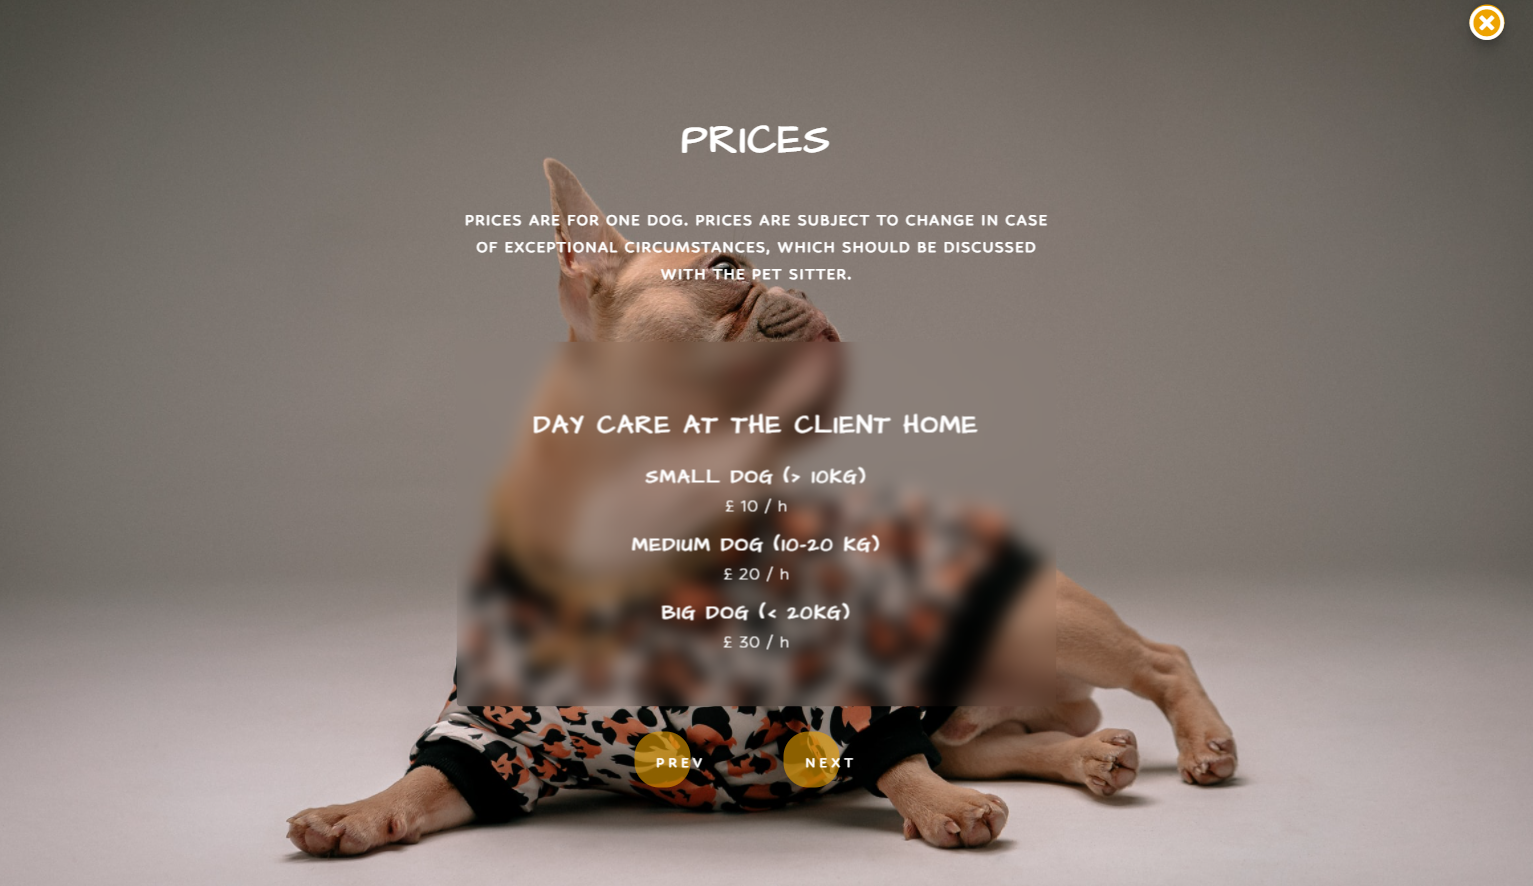 PRICES
PRICES ARE FOR ONE DOG. PRICES ARE SUBJECT TO CHANGE IN CASE
OF EXCEPTIONAL CIRCUMSTANCES, WHICH SHOULD BE DISCUSSED
WITH THE PET SITTER.
DAY CARE AT THE CLIENT HOME
SMALL DOG (> 10KG)
£ 10 / h
MEDIUM DOG (10-20 KG)
£ 20 / h
BIG DOG (< 20KG)
£ 30 / h
PREV
NEXT